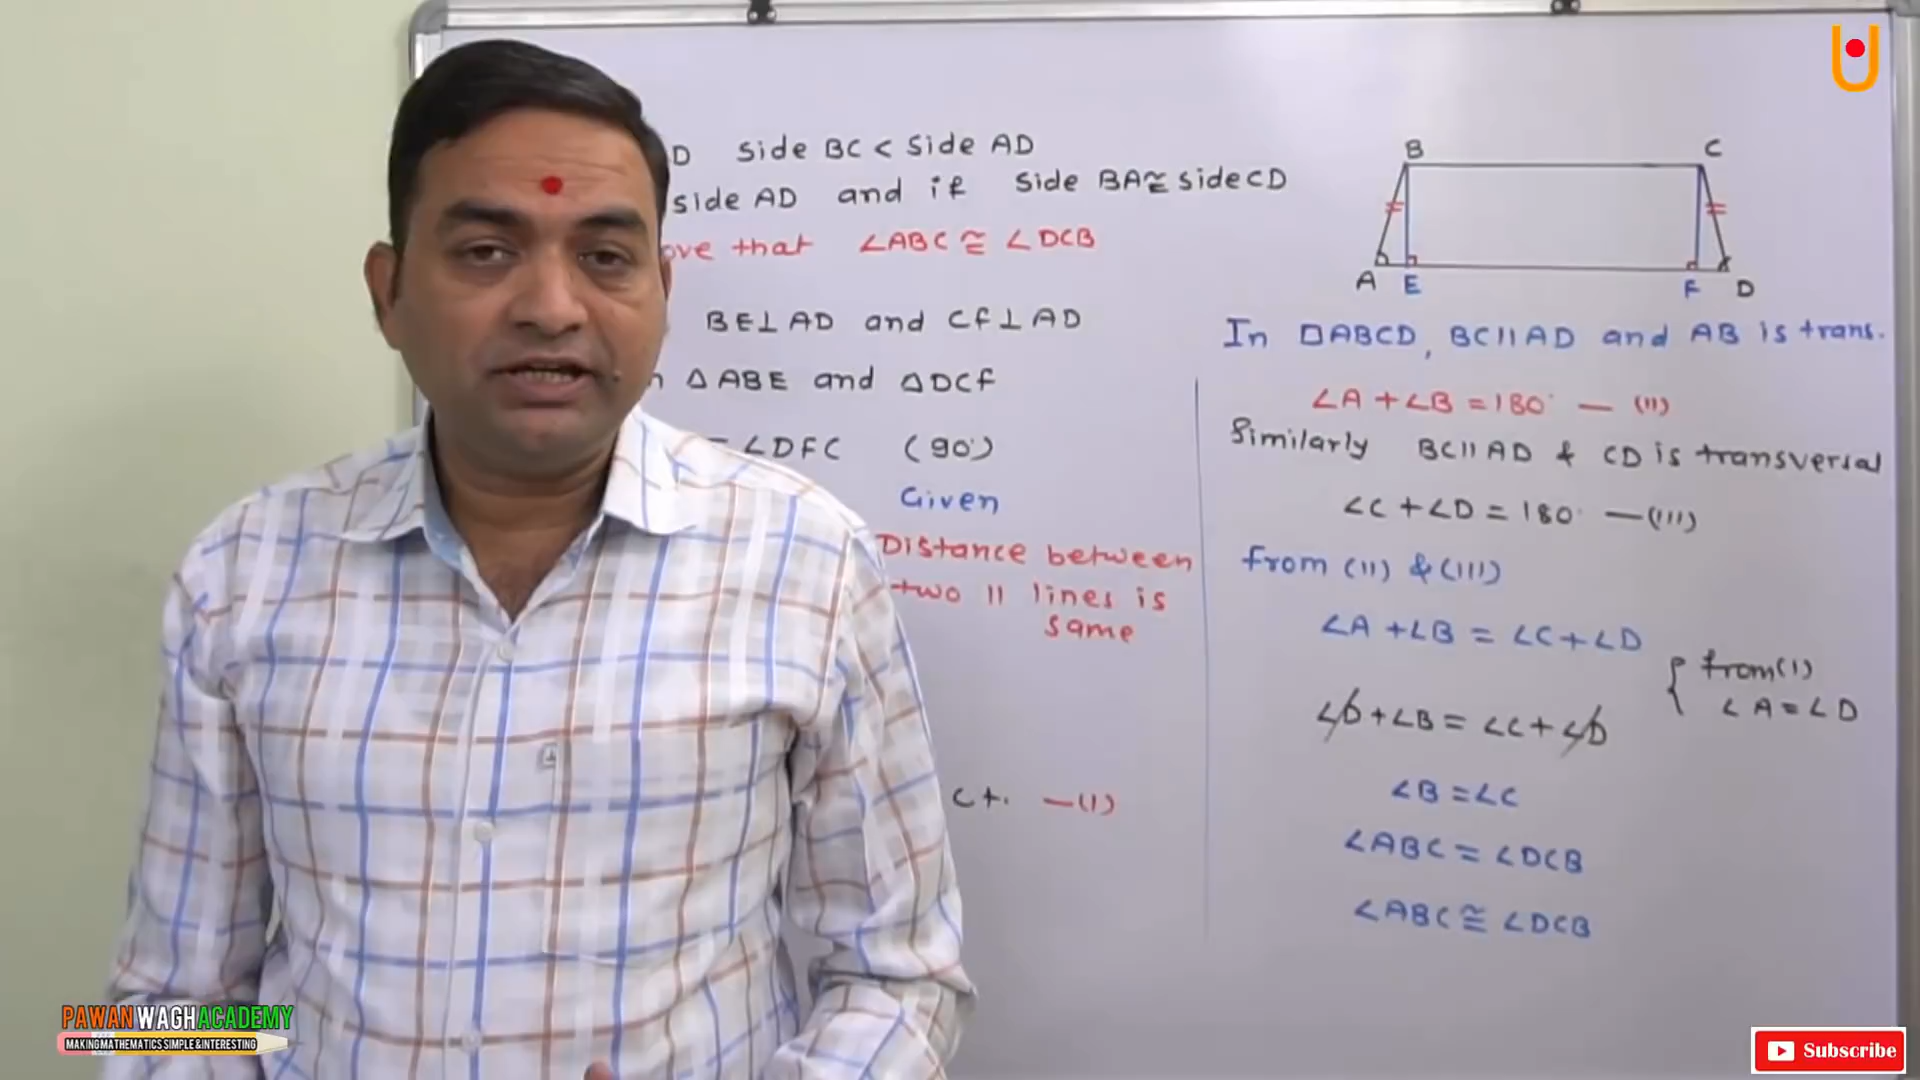 D side BC < side AD
side AD and if side BA ≅ side CD
ove that ∠ABC ≅ ∠DCB
BE ⊥ AD and CF ⊥ AD
n △ABE and △DCF
= ∠DFC (90°)
Given
Distance between
two || lines is
same
C t. —(I)
B C
A E F D
In □ABCD, BC || AD and AB is trans.
∠A + ∠B = 180° — (II)
Similarly BC || AD & CD is transversal
∠C + ∠D = 180° — (III)
from (II) & (III)
∠A + ∠B = ∠C + ∠D
{ from (I)
∠A = ∠D
∠D + ∠B = ∠C + ∠D
∠B = ∠C
∠ABC = ∠DCB
∠ABC ≅ ∠DCB
PAWAN WAGH ACADEMY
MAKING MATHEMATICS SIMPLE & INTERESTING
Subscribe